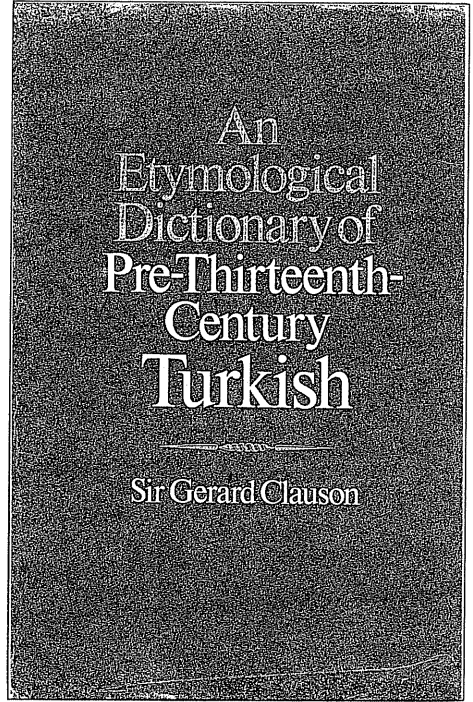 An
Etymological
Dictionary of
Pre-Thirteenth-
Century
Turkish
Sir Gerard Clauson